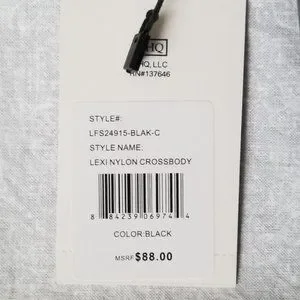 HQ
HQ, LLC
RN#137646
STYLE#:
LFS24915-BLAK-C
STYLE NAME:
LEXI NYLON CROSSBODY
8 84239 06974 4
COLOR:BLACK
MSRP $88.00